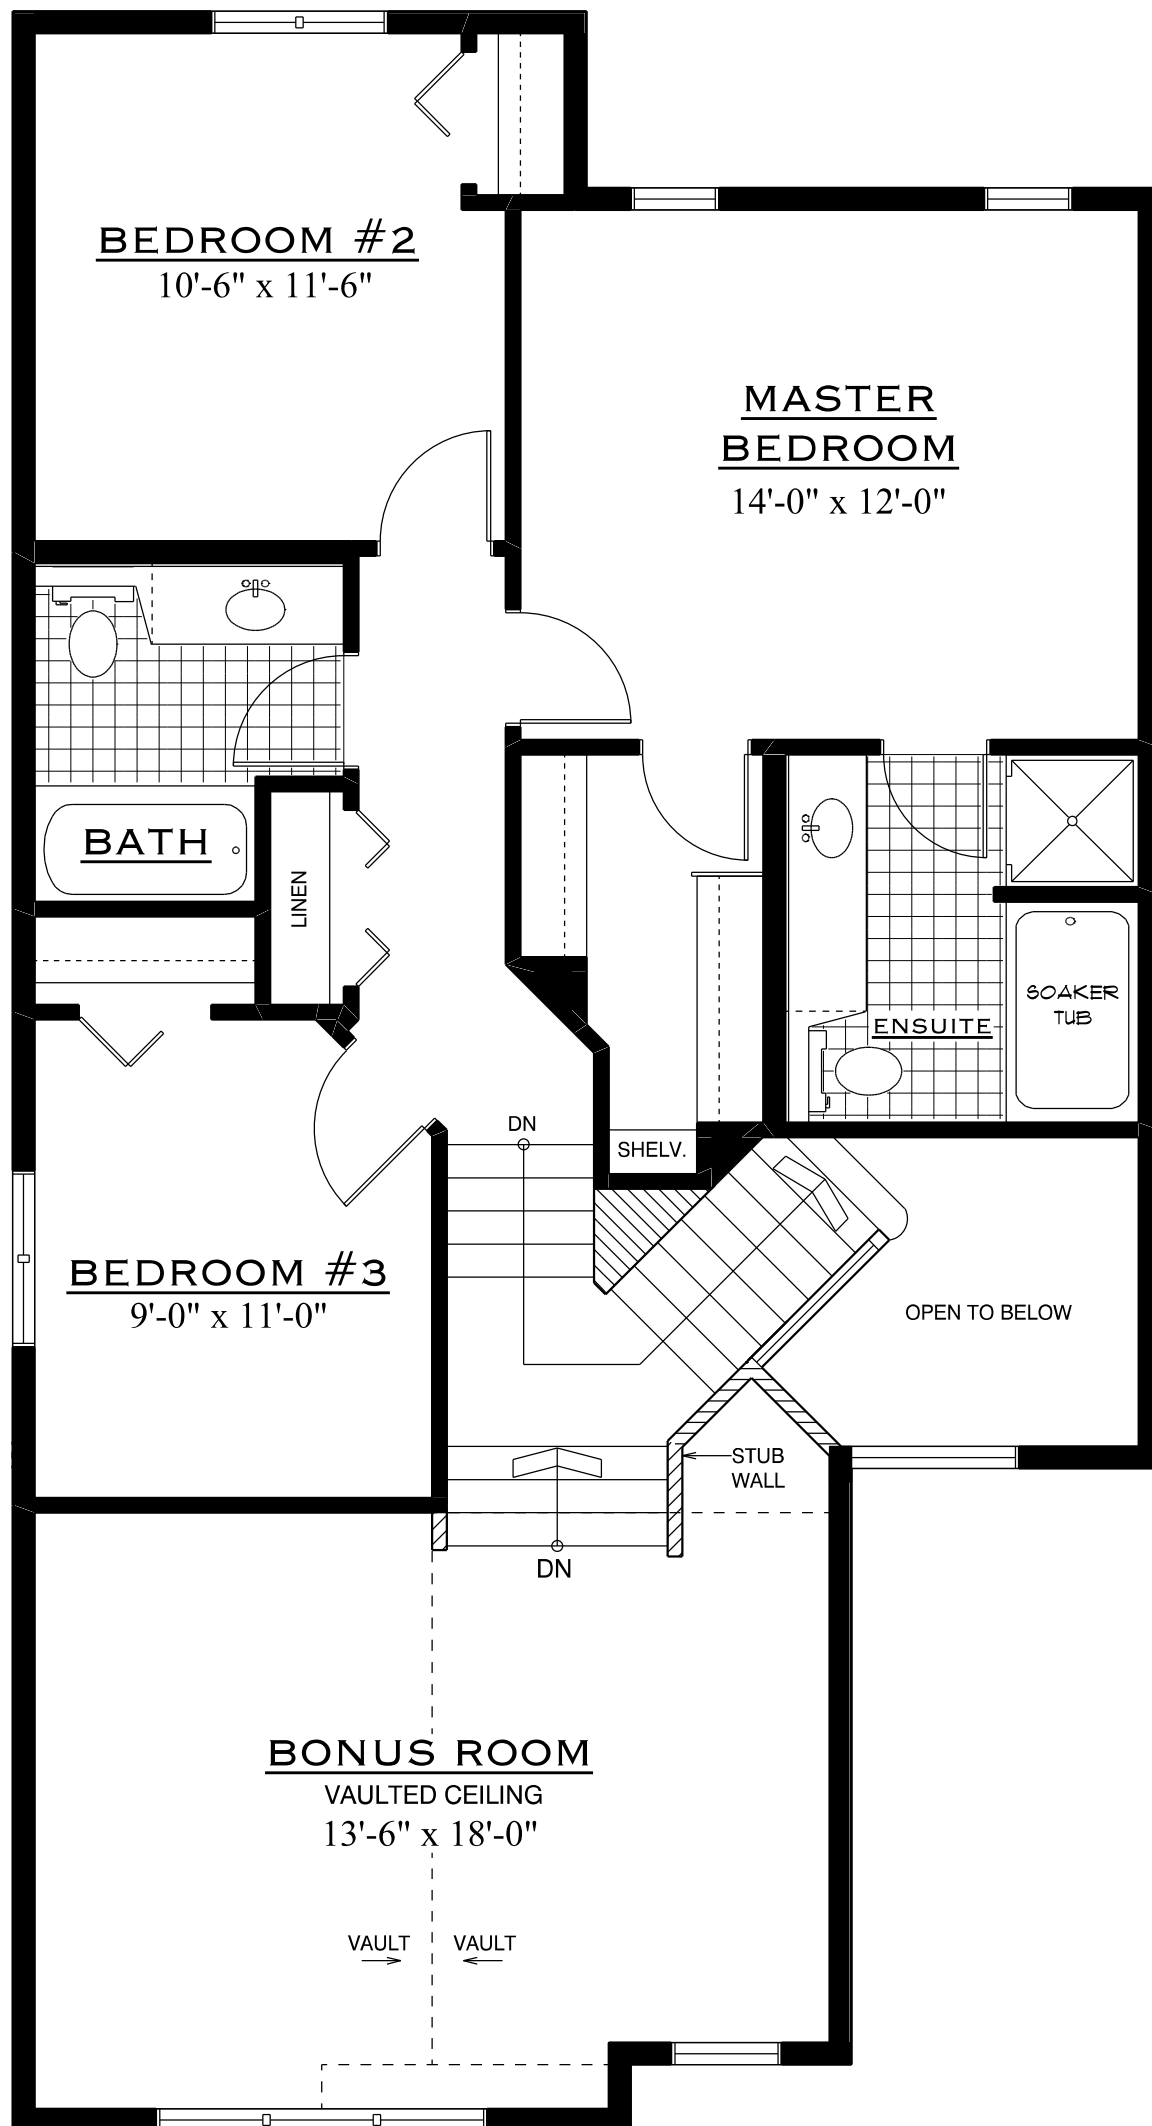 BEDROOM #2
10'-6" x 11'-6"
MASTER
BEDROOM
14'-0" x 12'-0"
BATH
LINEN
SOAKER
TUB
ENSUITE
DN
SHELV.
BEDROOM #3
9'-0" x 11'-0"
OPEN TO BELOW
STUB
WALL
DN
BONUS ROOM
VAULTED CEILING
13'-6" x 18'-0"
VAULT VAULT